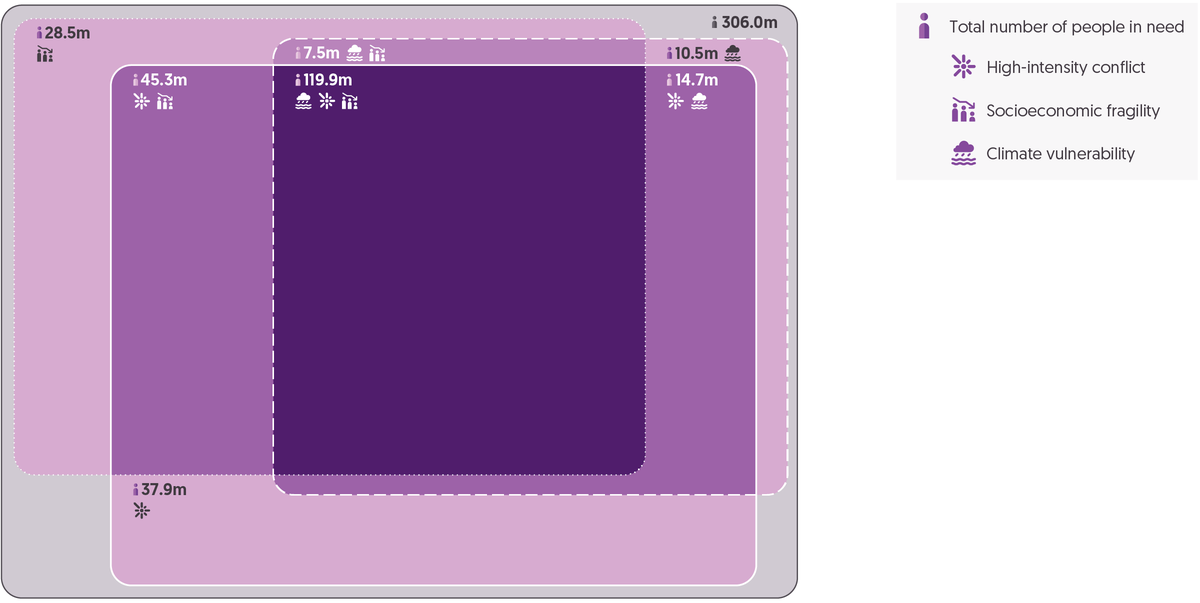 306.0m
28.5m
7.5m
10.5m
45.3m
119.9m
14.7m
37.9m
Total number of people in need
High-intensity conflict
Socioeconomic fragility
Climate vulnerability